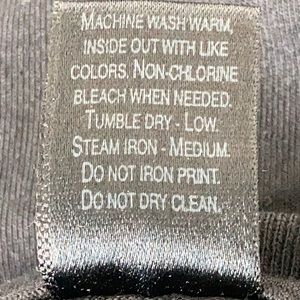 MACHINE WASH WARM,
INSIDE OUT WITH LIKE
COLORS. NON-CHLORINE
BLEACH WHEN NEEDED.
TUMBLE DRY - LOW.
STEAM IRON - MEDIUM.
DO NOT IRON PRINT.
DO NOT DRY CLEAN.